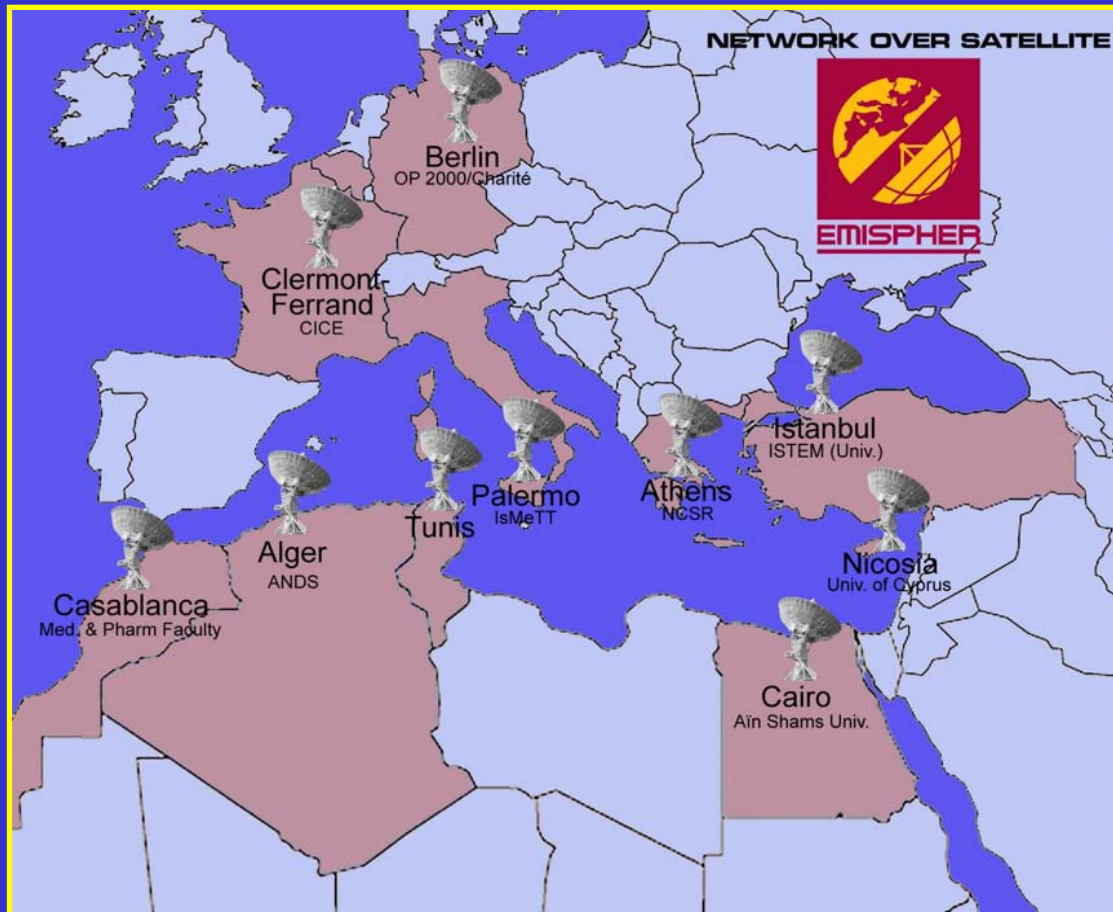 NETWORK OVER SATELLITE
EMISPHER
Berlin
OP 2000/Charité
Clermont-
Ferrand
CICE
Istanbul
ISTEM (Univ.)
Palermo
IsMeTT
Athens
NCSR
Tunis
Alger
ANDS
Nicosia
Univ. of Cyprus
Casablanca
Med. & Pharm Faculty
Cairo
Aïn Shams Univ.